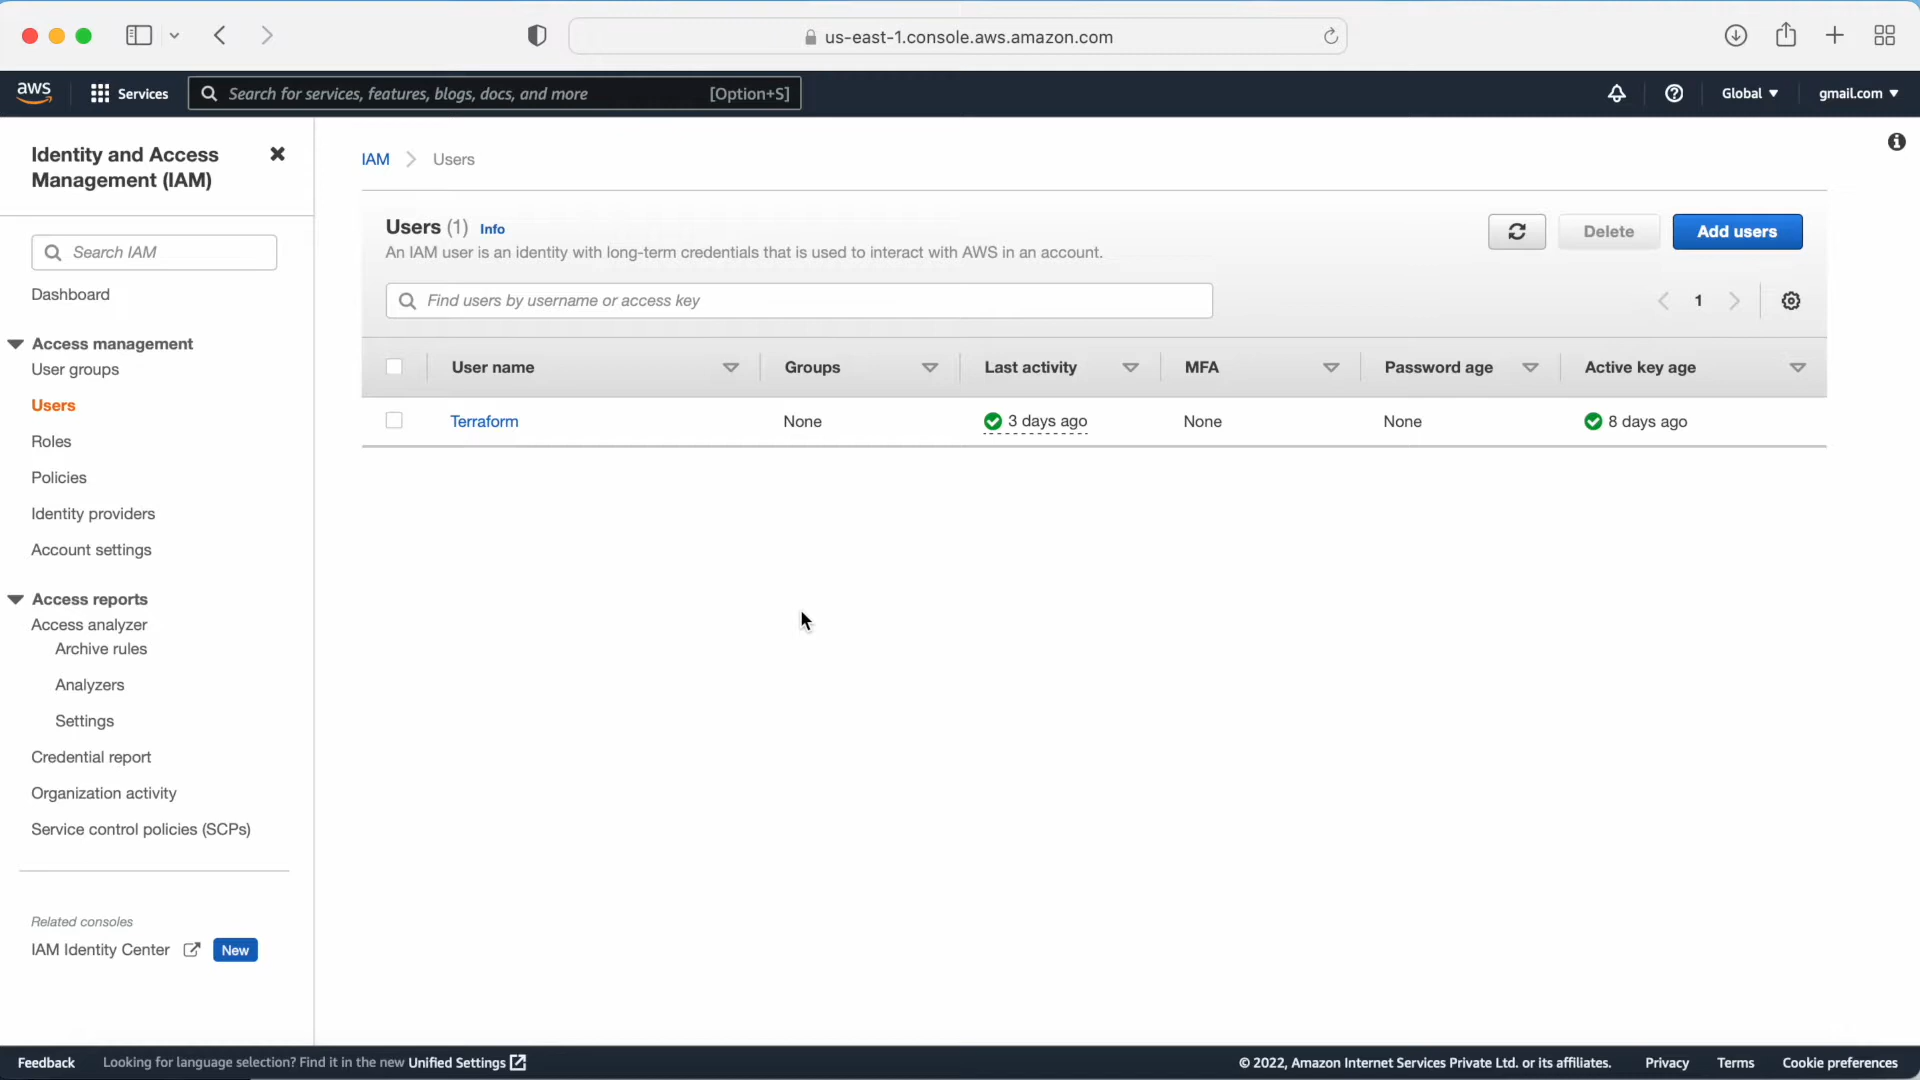 us-east-1.console.aws.amazon.com
aws
Services
Search for services, features, blogs, docs, and more
[Option+S]
Global
gmail.com
Identity and Access
Management (IAM)
Search IAM
Dashboard
Access management
User groups
Users
Roles
Policies
Identity providers
Account settings
Access reports
Access analyzer
Archive rules
Analyzers
Settings
Credential report
Organization activity
Service control policies (SCPs)
Related consoles
IAM Identity Center
New
IAM
Users
Users (1) Info
An IAM user is an identity with long-term credentials that is used to interact with AWS in an account.
Delete
Add users
Find users by username or access key
1
User name Groups Last activity MFA Password age Active key age
Terraform None 3 days ago None None 8 days ago
Feedback
Looking for language selection? Find it in the new Unified Settings
© 2022, Amazon Internet Services Private Ltd. or its affiliates.
Privacy
Terms
Cookie preferences